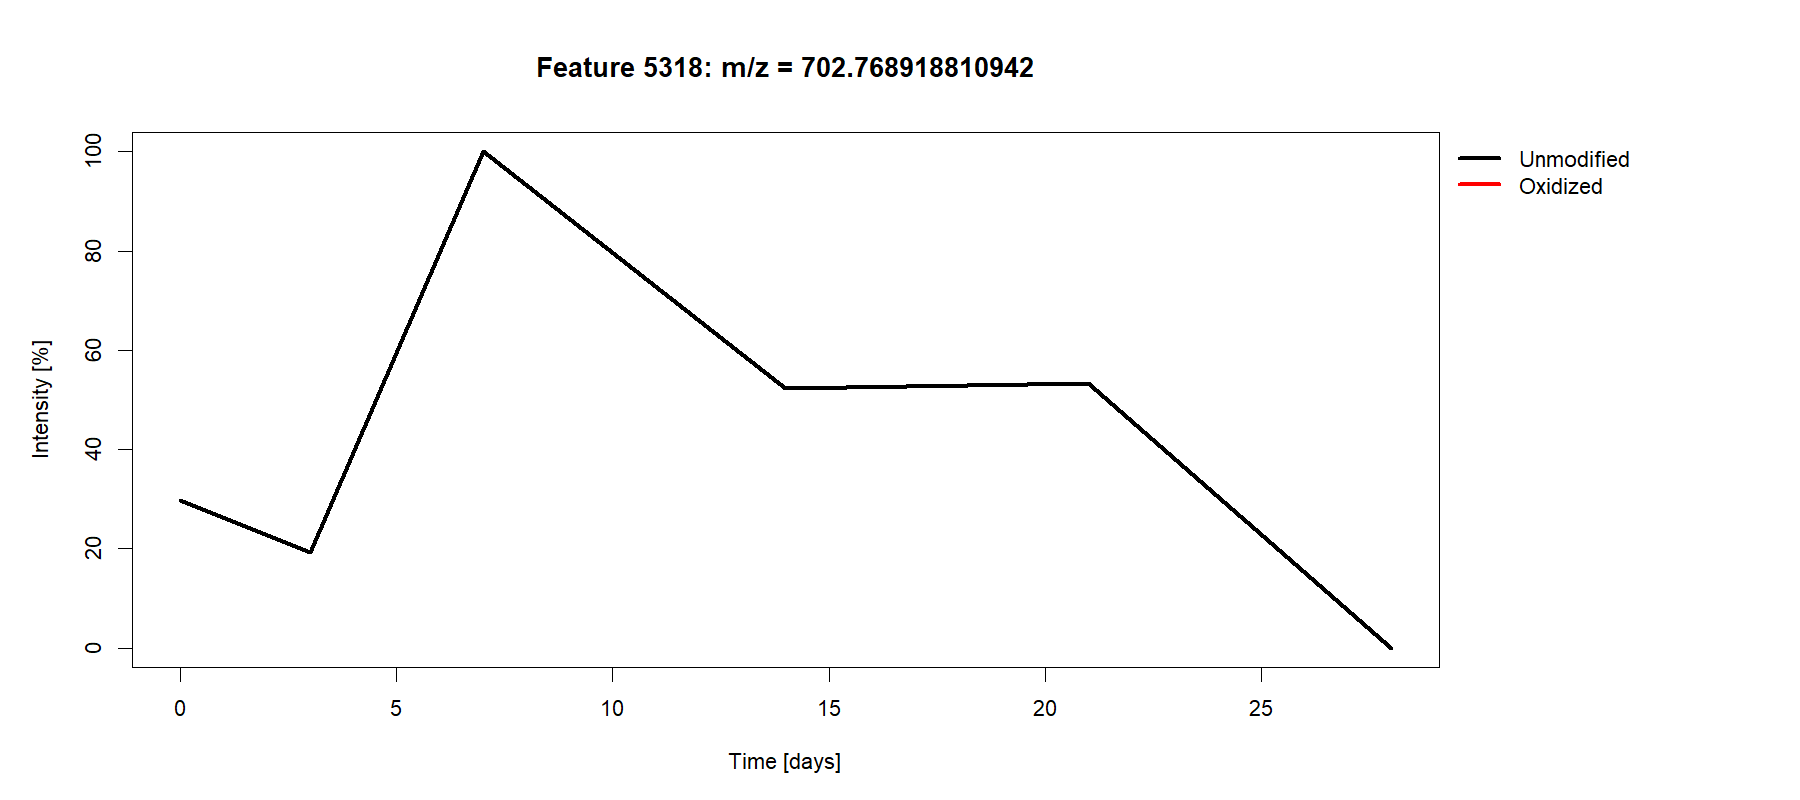 Feature 5318: m/z = 702.768918810942
Unmodified
Oxidized
Intensity [%]
100
80
60
40
20
0
0 5 10 15 20 25
Time [days]